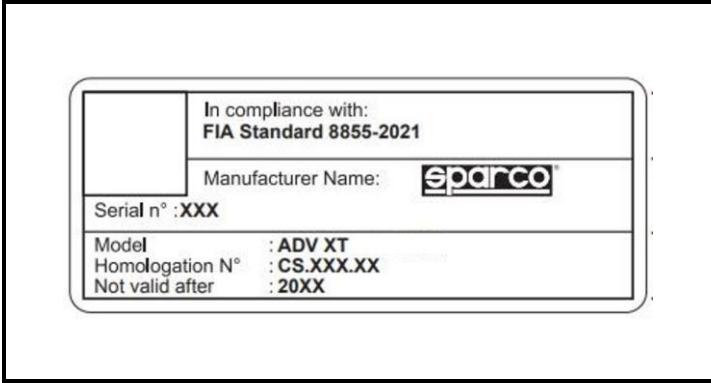 In compliance with:
FIA Standard 8855-2021
Manufacturer Name: sparco
Serial n° :XXX
Model : ADV XT
Homologation N° : CS.XXX.XX
Not valid after : 20XX